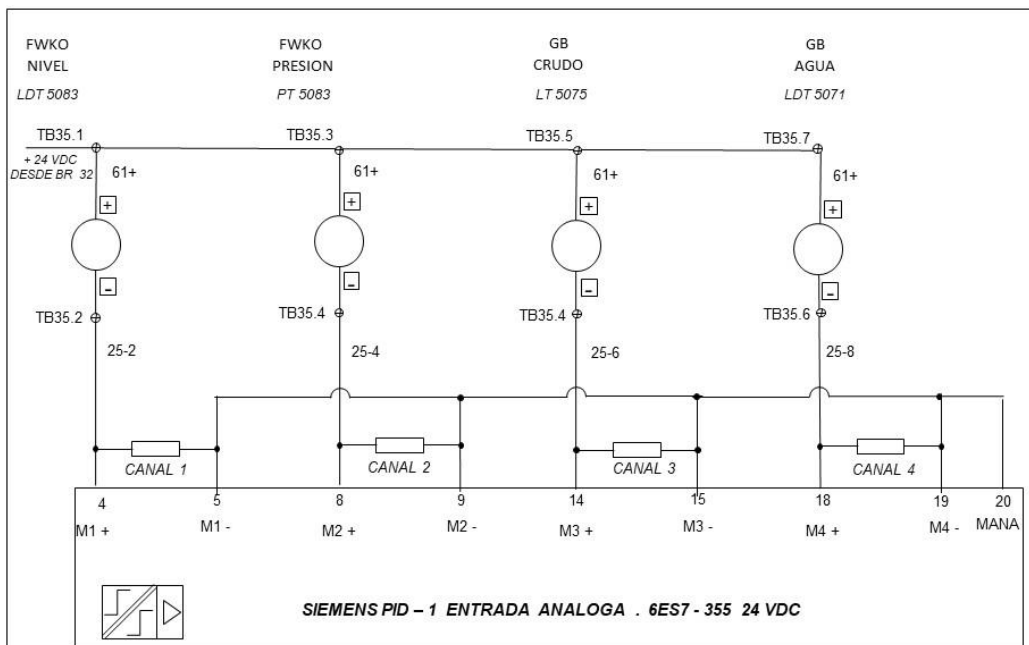 FWKO
NIVEL
LDT 5083
FWKO
PRESION
PT 5083
GB
CRUDO
LT 5075
GB
AGUA
LDT 5071
TB35.1
TB35.3
TB35.5
TB35.7
+ 24 VDC
DESDE BR 32
61+
61+
61+
61+
+
+
+
+
-
-
-
-
TB35.2
TB35.4
TB35.4
TB35.6
25-2
25-4
25-6
25-8
CANAL 1
CANAL 2
CANAL 3
CANAL 4
4
5
8
9
14
15
18
19
20
M1 +
M1 -
M2 +
M2 -
M3 +
M3 -
M4 +
M4 -
MANA
SIEMENS PID – 1 ENTRADA ANALOGA . 6ES7 - 355 24 VDC